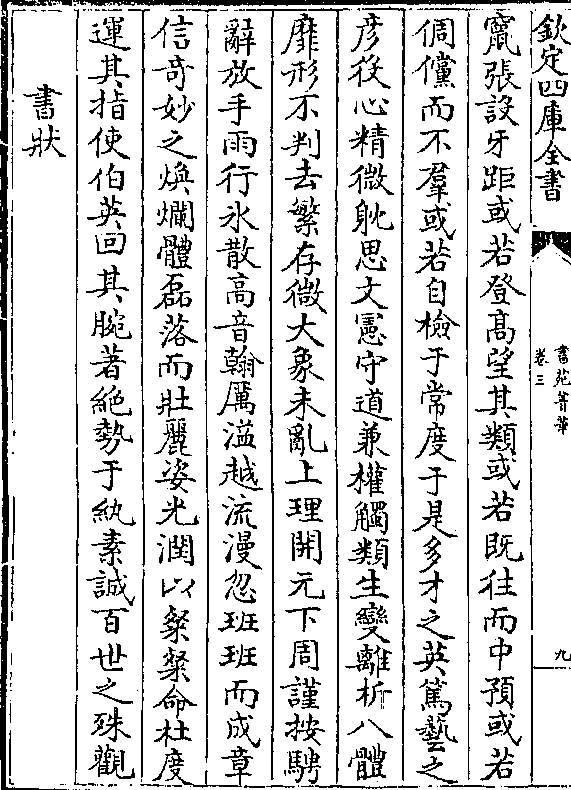 欽定四庫全書
書苑菁華
卷三
九
竄張設牙距或若登髙望其類或若既往而中預或若
倜儻而不羣或若自檢于常度于是多才之英篤藝之
彦役心精微躭思文憲守道兼權觸類生變離析八體
靡形不判去繁存微大象未亂上理開元下周謹按騁
辭放手雨行氷散高音翰厲溢越流漫忽班班而成章
信奇妙之煥爛體磊落而壯麗姿光潤以粲粲命杜度
運其指使伯英回其腕著絶勢于紈素誠百世之殊觀
書狀